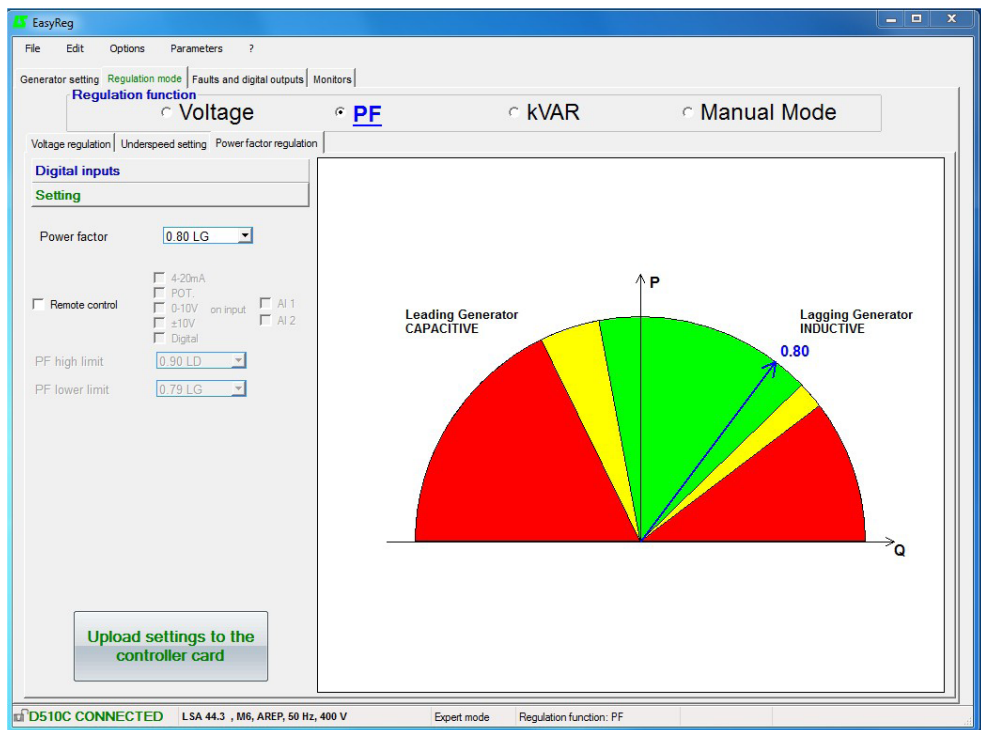 EasyReg
File Edit Options Parameters ?
Generator setting Regulation mode Faults and digital outputs Monitors
Regulation function
Voltage PF kVAR Manual Mode
Voltage regulation Underspeed setting Power factor regulation
Digital inputs
Setting
Power factor 0.80 LG
Remote control
4-20mA
POT.
0-10V on input AI 1
±10V AI 2
Digital
PF high limit 0.90 LD
PF lower limit 0.79 LG
P
Leading Generator
CAPACITIVE
Lagging Generator
INDUCTIVE
0.80
Q
Upload settings to the
controller card
D510C CONNECTED LSA 44.3 , M6, AREP, 50 Hz, 400 V Expert mode Regulation function: PF